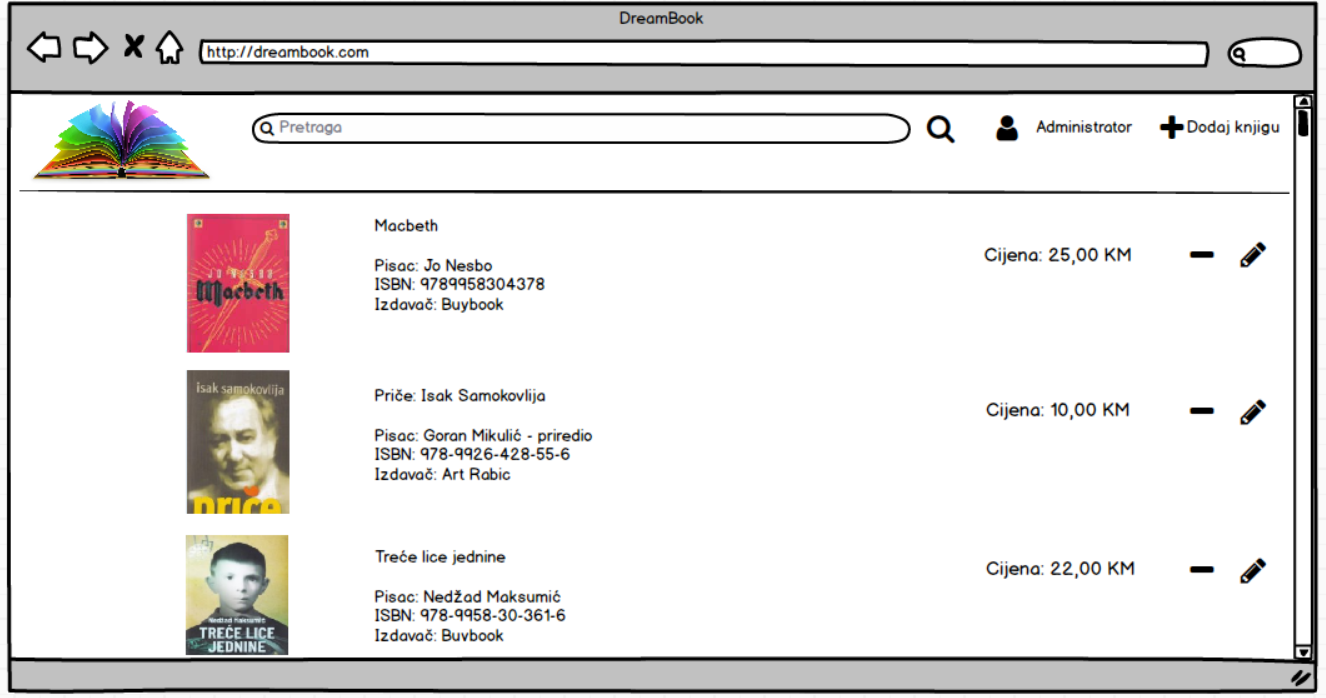 DreamBook
http://dreambook.com
Pretraga
Administrator
Dodaj knjigu
JO NESBO
Macbeth
Macbeth
Pisac: Jo Nesbo
ISBN: 9789958304378
Izdavač: Buybook
Cijena: 25,00 KM
isak samokovlija
priče
Priče: Isak Samokovlija
Pisac: Goran Mikulić - priredio
ISBN: 978-9926-428-55-6
Izdavač: Art Rabic
Cijena: 10,00 KM
Nedžad Maksumić
TREĆE LICE
JEDNINE
Treće lice jednine
Pisac: Nedžad Maksumić
ISBN: 978-9958-30-361-6
Izdavač: Buybook
Cijena: 22,00 KM